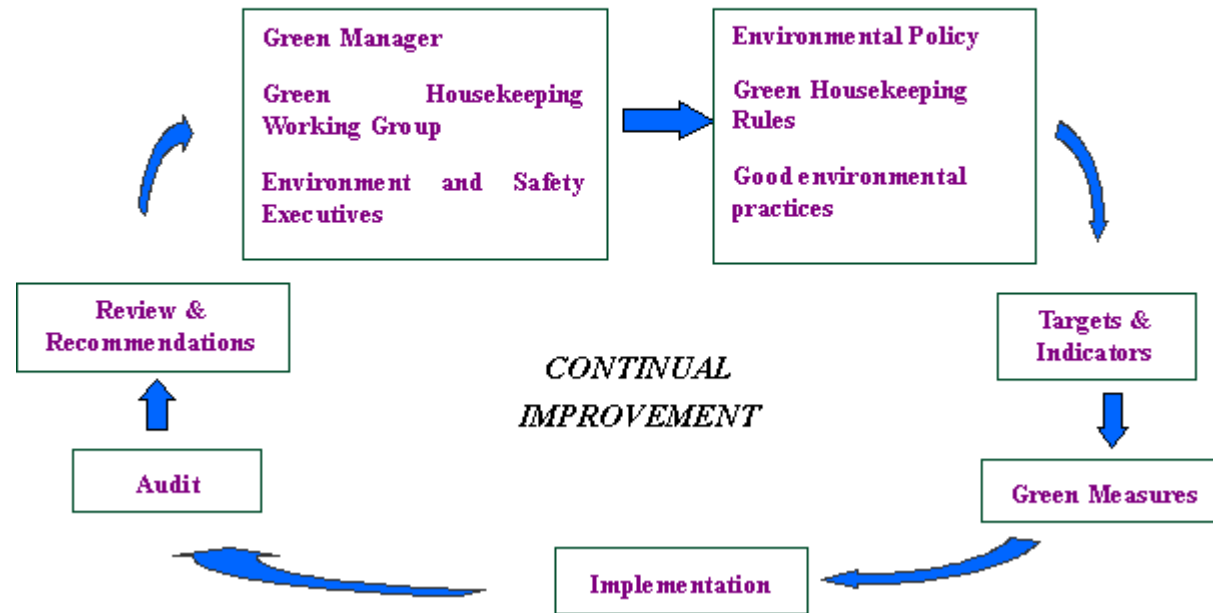 Green Manager
Green Housekeeping
Working Group
Environment and Safety
Executives
Environmental Policy
Green Housekeeping
Rules
Good environmental
practices
Review &
Recommendations
Targets &
Indicators
CONTINUAL
IMPROVEMENT
Audit
Green Measures
Implementation